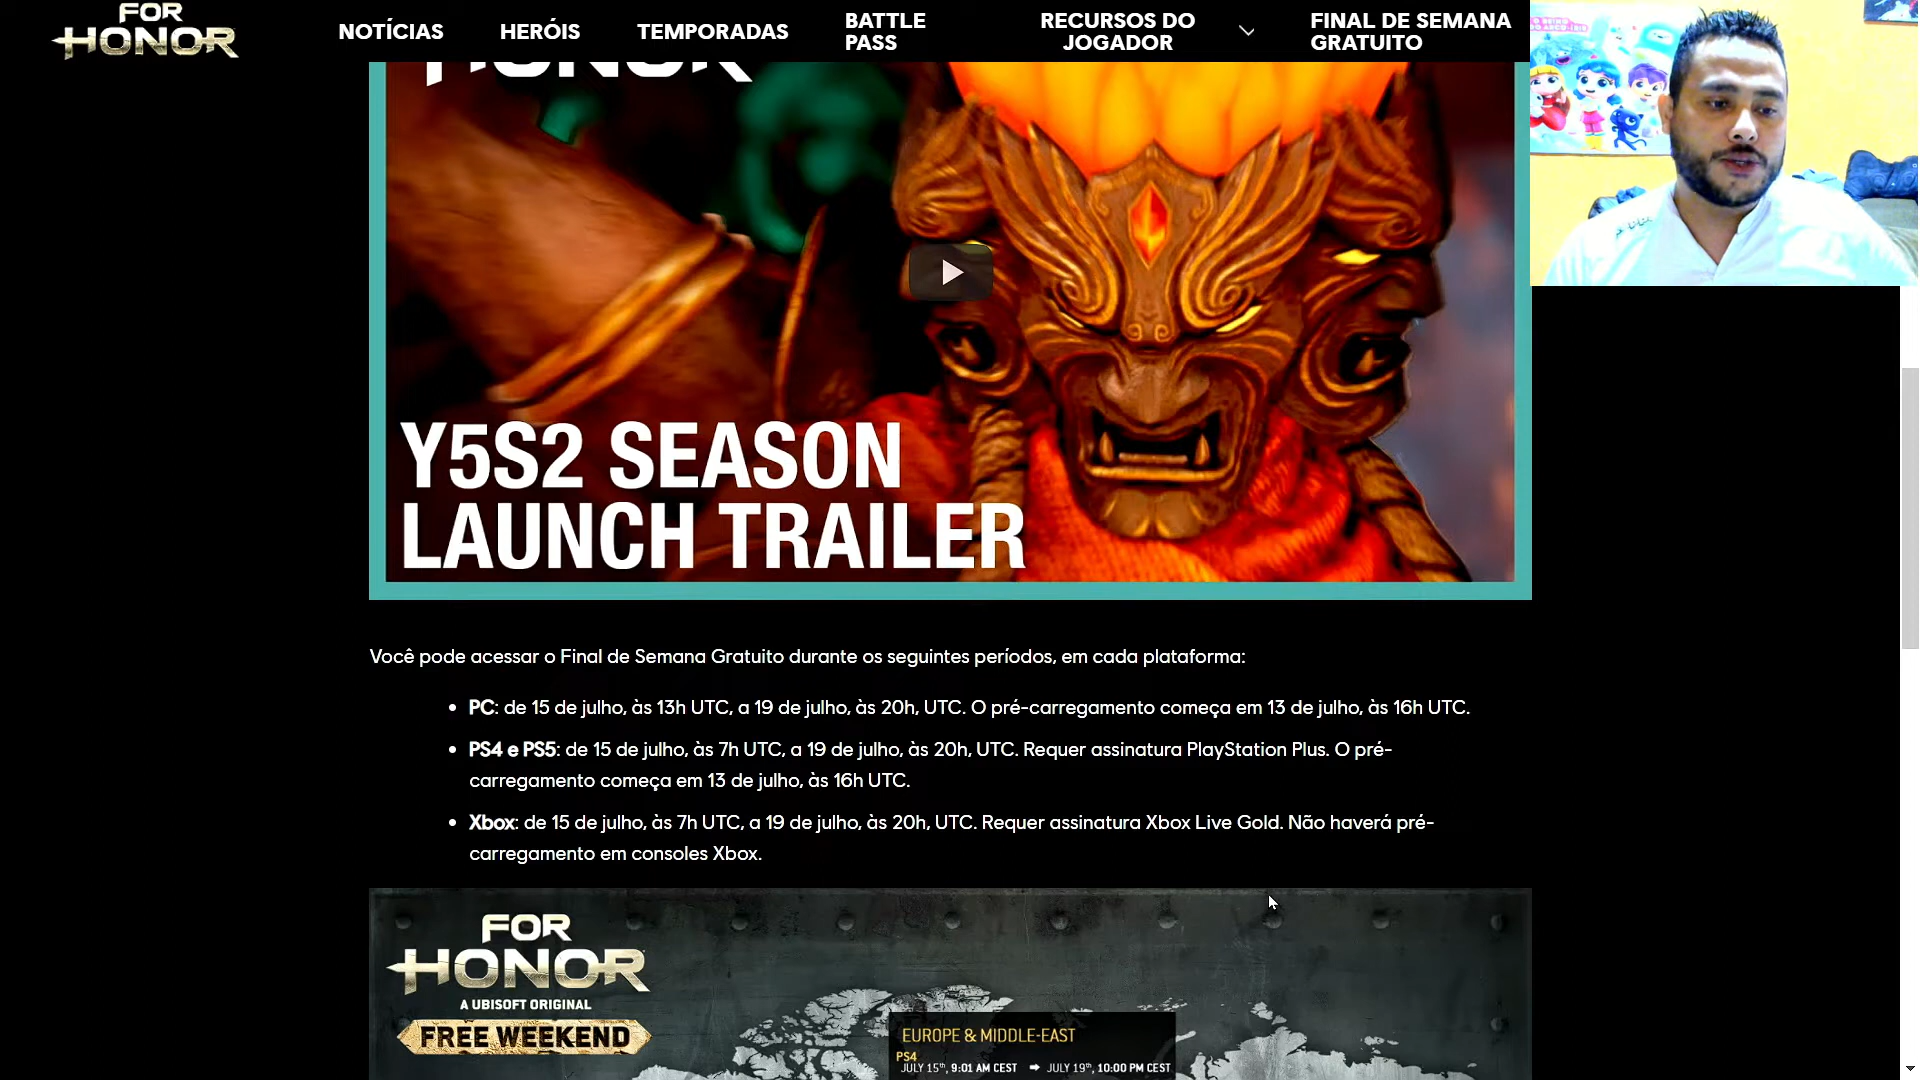 FOR
HONOR
NOTÍCIAS
HERÓIS
TEMPORADAS
BATTLE
PASS
RECURSOS DO
JOGADOR
FINAL DE SEMANA
GRATUITO
HONOR
Y5S2 SEASON
LAUNCH TRAILER
Você pode acessar o Final de Semana Gratuito durante os seguintes períodos, em cada plataforma:
• PC: de 15 de julho, às 13h UTC, a 19 de julho, às 20h, UTC. O pré-carregamento começa em 13 de julho, às 16h UTC.
• PS4 e PS5: de 15 de julho, às 7h UTC, a 19 de julho, às 20h, UTC. Requer assinatura PlayStation Plus. O pré-
carregamento começa em 13 de julho, às 16h UTC.
• Xbox: de 15 de julho, às 7h UTC, a 19 de julho, às 20h, UTC. Requer assinatura Xbox Live Gold. Não haverá pré-
carregamento em consoles Xbox.
FOR
HONOR
A UBISOFT ORIGINAL
FREE WEEKEND
EUROPE & MIDDLE-EAST
PS4
JULY 15th, 9:01 AM CEST ➡ JULY 19th, 10:00 PM CEST